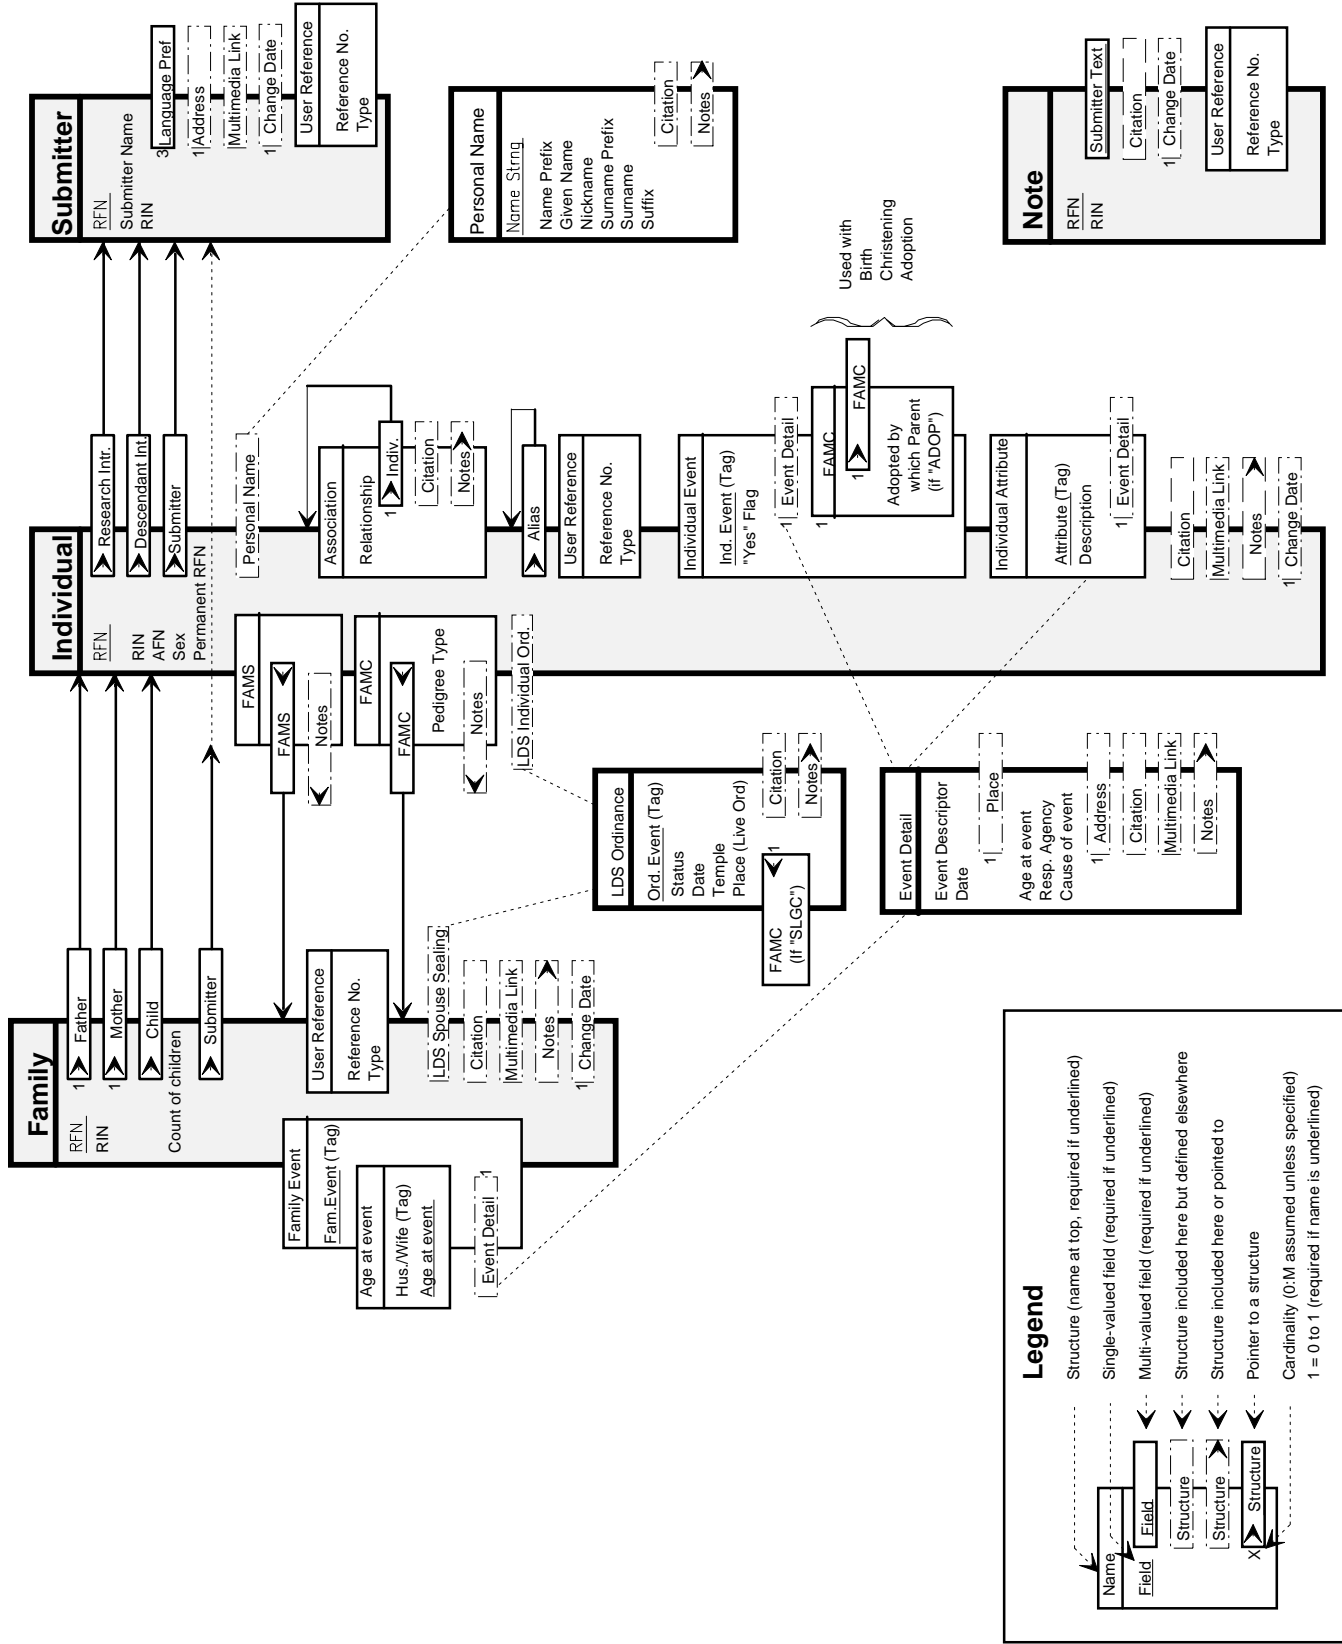 Family
RFN
RIN
1 Father
1 Mother
Child
Count of children
Submitter
Family Event
Fam.Event (Tag)
Age at event
Hus./Wife (Tag)
Age at event
1 Event Detail
User Reference
Reference No.
Type
LDS Spouse Sealing
Citation
Multimedia Link
Notes
1 Change Date
Individual
RFN
RIN
AFN
Sex
Permanent RFN
Research Intr.
Descendant Int.
Submitter
Personal Name
FAMS
FAMS
Notes
FAMC
FAMC
Pedigree Type
Notes
LDS Individual Ord.
Association
Relationship
1 Indiv.
Citation
Notes
Alias
User Reference
Reference No.
Type
Individual Event
Ind. Event (Tag)
"Yes" Flag
1 Event Detail
1
FAMC
1 FAMC
Adopted by
which Parent
(if "ADOP")
Used with
Birth
Christening
Adoption
Individual Attribute
Attribute (Tag)
Description
1 Event Detail
Citation
Multimedia Link
Notes
1 Change Date
Submitter
RFN
Submitter Name
RIN
3 Language Pref
1 Address
Multimedia Link
1 Change Date
User Reference
Reference No.
Type
Personal Name
Name Strng
Name Prefix
Given Name
Nickname
Surname Prefix
Surname
Suffix
Citation
Notes
LDS Ordinance
Ord. Event (Tag)
Status
Date
Temple
Place (Live Ord)
1
FAMC
(If "SLGC")
Citation
Notes
Event Detail
Event Descriptor
Date
1 Place
Age at event
Resp. Agency
Cause of event
1 Address
Citation
Multimedia Link
Notes
Note
RFN
RIN
Submitter Text
Citation
1 Change Date
User Reference
Reference No.
Type
Legend
Name
Field
Field
Structure
Structure
X Structure
Structure (name at top, required if underlined)
Single-valued field (required if underlined)
Multi-valued field (required if underlined)
Structure included here but defined elsewhere
Structure included here or pointed to
Pointer to a structure
Cardinality (0:M assumed unless specified)
1 = 0 to 1 (required if name is underlined)